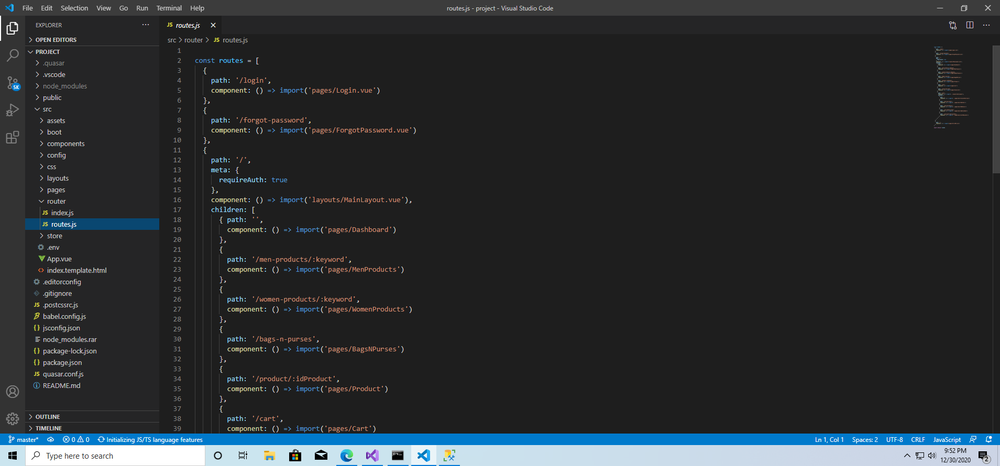 File Edit Selection View Go Run Terminal Help
routes.js - project - Visual Studio Code
EXPLORER
OPEN EDITORS
PROJECT
.quasar
.vscode
node_modules
public
src
assets
boot
components
config
css
layouts
pages
router
JS index.js
JS routes.js
store
.env
App.vue
<> index.template.html
.editorconfig
.gitignore
JS .postcssrc.js
babel.config.js
{} jsconfig.json
node_modules.rar
{} package-lock.json
{} package.json
JS quasar.conf.js
README.md
OUTLINE
TIMELINE
5K
JS routes.js
src > router > JS routes.js
1
2 const routes = [
3 {
4 path: '/login',
5 component: () => import('pages/Login.vue')
6 },
7 {
8 path: '/forgot-password',
9 component: () => import('pages/ForgotPassword.vue')
10 },
11 {
12 path: '/',
13 meta: {
14 requireAuth: true
15 },
16 component: () => import('layouts/MainLayout.vue'),
17 children: [
18 { path: '',
19 component: () => import('pages/Dashboard')
20 },
21 {
22 path: '/men-products/:keyword',
23 component: () => import('pages/MenProducts')
24 },
25 {
26 path: '/women-products/:keyword',
27 component: () => import('pages/WomenProducts')
28 },
29 {
30 path: '/bags-n-purses',
31 component: () => import('pages/BagsNPurses')
32 },
33 {
34 path: '/product/:idProduct',
35 component: () => import('pages/Product')
36 },
37 {
38 path: '/cart',
39 component: () => import('pages/Cart')
master* 0 0 Initializing JS/TS language features
Ln 1, Col 1 Spaces: 2 UTF-8 CRLF JavaScript
Type here to search
9:52 PM
12/30/2020
2